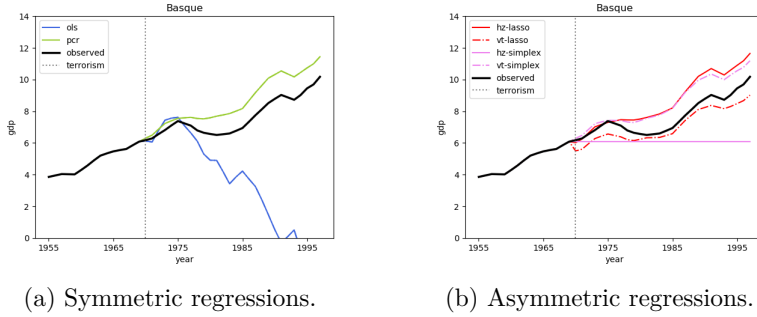 Basque
14
12
10
8
6
4
2
0
gdp
1955
1965
1975
1985
1995
year
ols
pcr
observed
terrorism
(a) Symmetric regressions.
Basque
14
12
10
8
6
4
2
0
gdp
1955
1965
1975
1985
1995
year
hz-lasso
vt-lasso
hz-simplex
vt-simplex
observed
terrorism
(b) Asymmetric regressions.